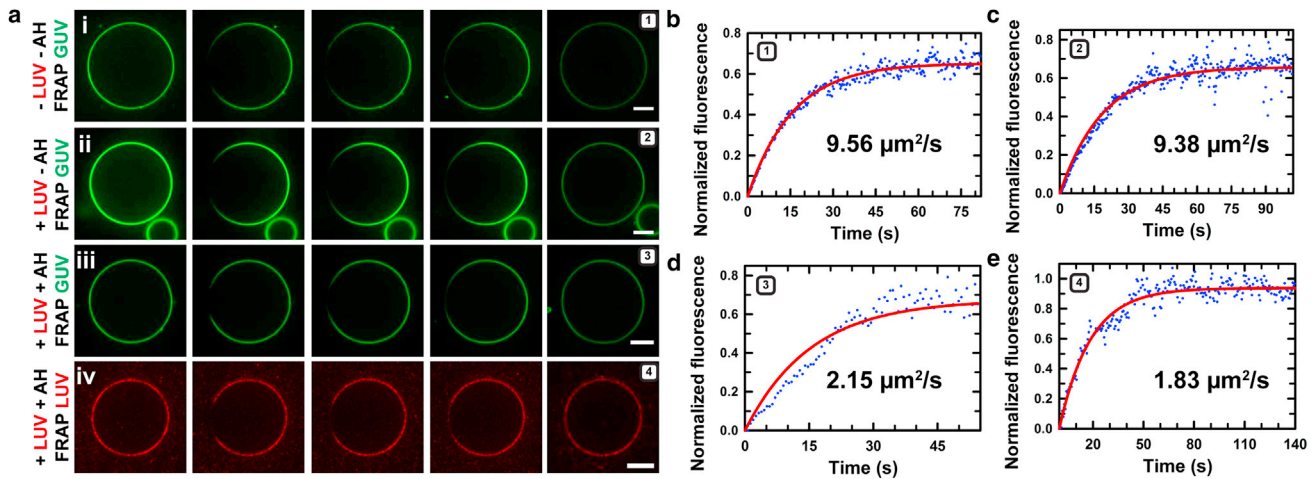 a
- LUV - AH
FRAP GUV
i
1
+ LUV - AH
FRAP GUV
ii
2
+ LUV + AH
FRAP GUV
iii
3
+ LUV + AH
FRAP LUV
iv
4
b
Normalized fluorescence
0.8
0.6
0.4
0.2
0.0
1
9.56 µm²/s
0 15 30 45 60 75
Time (s)
c
Normalized fluorescence
0.8
0.6
0.4
0.2
0.0
2
9.38 µm²/s
0 15 30 45 60 75 90
Time (s)
d
Normalized fluorescence
0.8
0.6
0.4
0.2
0.0
3
2.15 µm²/s
0 15 30 45
Time (s)
e
Normalized fluorescence
1.0
0.8
0.6
0.4
0.2
0.0
4
1.83 µm²/s
20 50 80 110 140
Time (s)